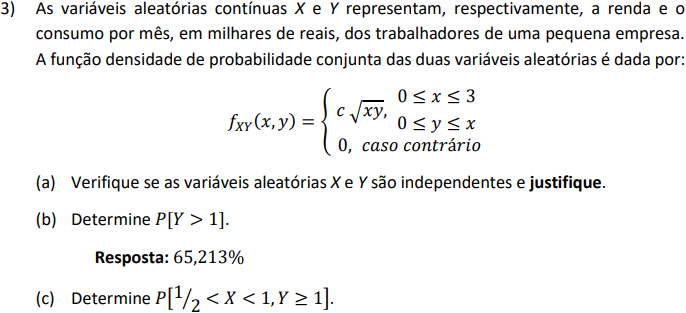 3) As variáveis aleatórias contínuas X e Y representam, respectivamente, a renda e o
consumo por mês, em milhares de reais, dos trabalhadores de uma pequena empresa.
A função densidade de probabilidade conjunta das duas variáveis aleatórias é dada por:
f_{XY}(x, y) = { c √xy, 0 ≤ x ≤ 3
0 ≤ y ≤ x
0, caso contrário
(a) Verifique se as variáveis aleatórias X e Y são independentes e justifique.
(b) Determine P[Y > 1].
Resposta: 65,213%
(c) Determine P[1/2 < X < 1, Y ≥ 1].